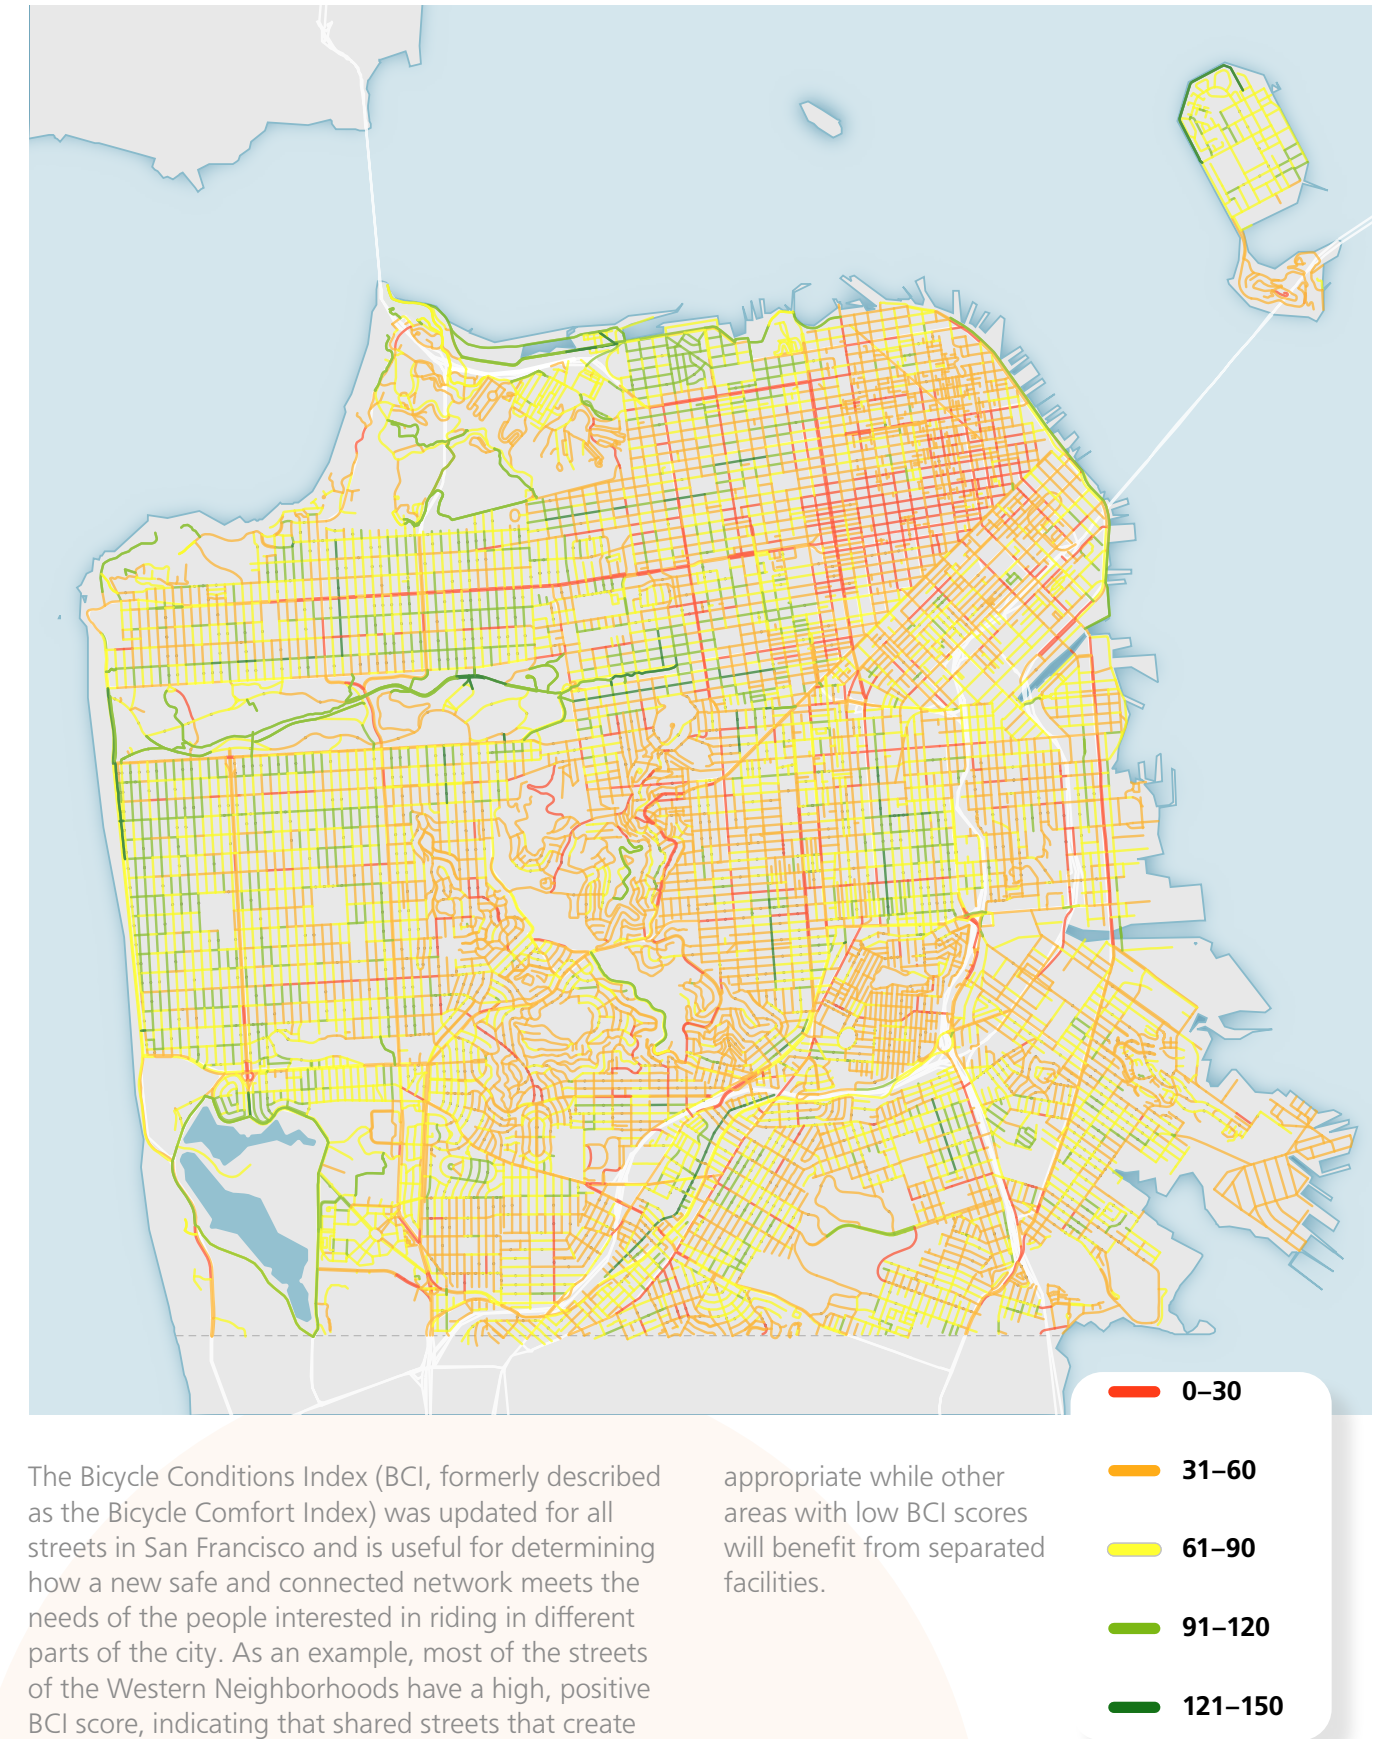 0–30
31–60
61–90
91–120
121–150
The Bicycle Conditions Index (BCI, formerly described
as the Bicycle Comfort Index) was updated for all
streets in San Francisco and is useful for determining
how a new safe and connected network meets the
needs of the people interested in riding in different
parts of the city. As an example, most of the streets
of the Western Neighborhoods have a high, positive
BCI score, indicating that shared streets that create
appropriate while other
areas with low BCI scores
will benefit from separated
facilities.